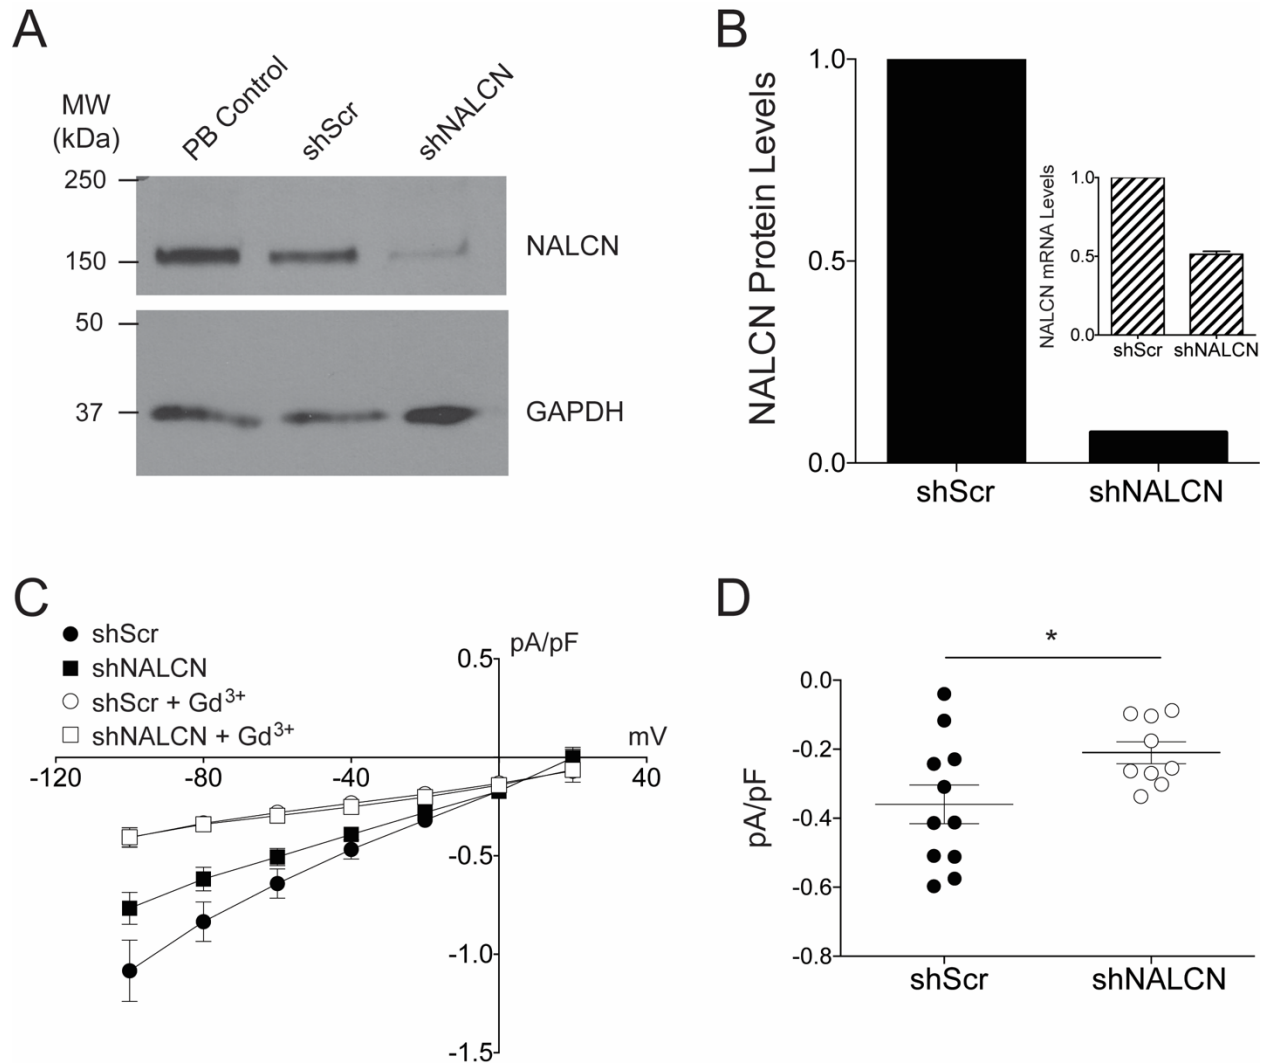 A
MW
(kDa)
PB Control
shScr
shNALCN
250
150
NALCN
50
37
GAPDH
B
NALCN Protein Levels
1.0
0.5
0.0
shScr
shNALCN
NALCN mRNA Levels
1.0
0.5
0.0
shScr
shNALCN
C
shScr
shNALCN
shScr + Gd³⁺
shNALCN + Gd³⁺
pA/pF
mV
0.5
-120
-80
-40
40
-0.5
-1.0
-1.5
D
*
pA/pF
0.0
-0.2
-0.4
-0.6
-0.8
shScr
shNALCN